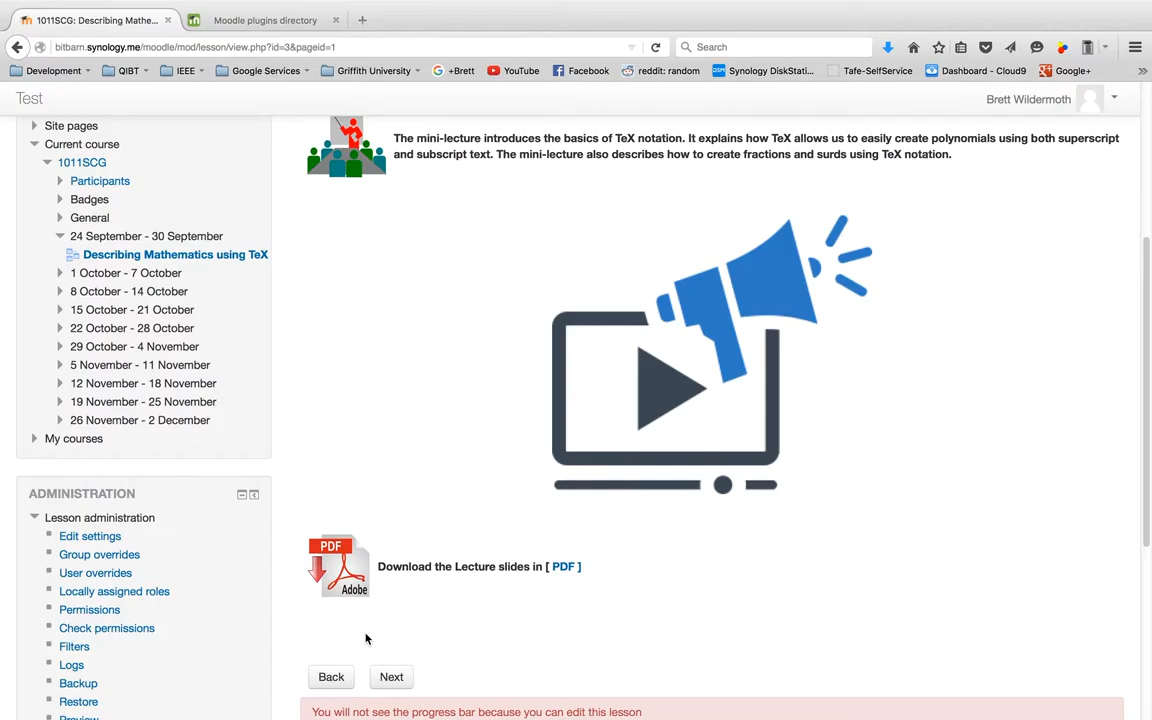 1011SCG: Describing Mathe...
Moodle plugins directory
bitbarn.synology.me/moodle/mod/lesson/view.php?id=3&pageid=1
Search
Development
QIBT
IEEE
Google Services
Griffith University
+Brett
YouTube
Facebook
reddit: random
Synology DiskStati...
Tafe-SelfService
Dashboard - Cloud9
Google+
Test
Brett Wildermoth
Site pages
Current course
1011SCG
Participants
Badges
General
24 September - 30 September
Describing Mathematics using TeX
1 October - 7 October
8 October - 14 October
15 October - 21 October
22 October - 28 October
29 October - 4 November
5 November - 11 November
12 November - 18 November
19 November - 25 November
26 November - 2 December
My courses
ADMINISTRATION
Lesson administration
Edit settings
Group overrides
User overrides
Locally assigned roles
Permissions
Check permissions
Filters
Logs
Backup
Restore
Preview
The mini-lecture introduces the basics of TeX notation. It explains how TeX allows us to easily create polynomials using both superscript
and subscript text. The mini-lecture also describes how to create fractions and surds using TeX notation.
PDF
Adobe
Download the Lecture slides in [ PDF ]
Back
Next
You will not see the progress bar because you can edit this lesson